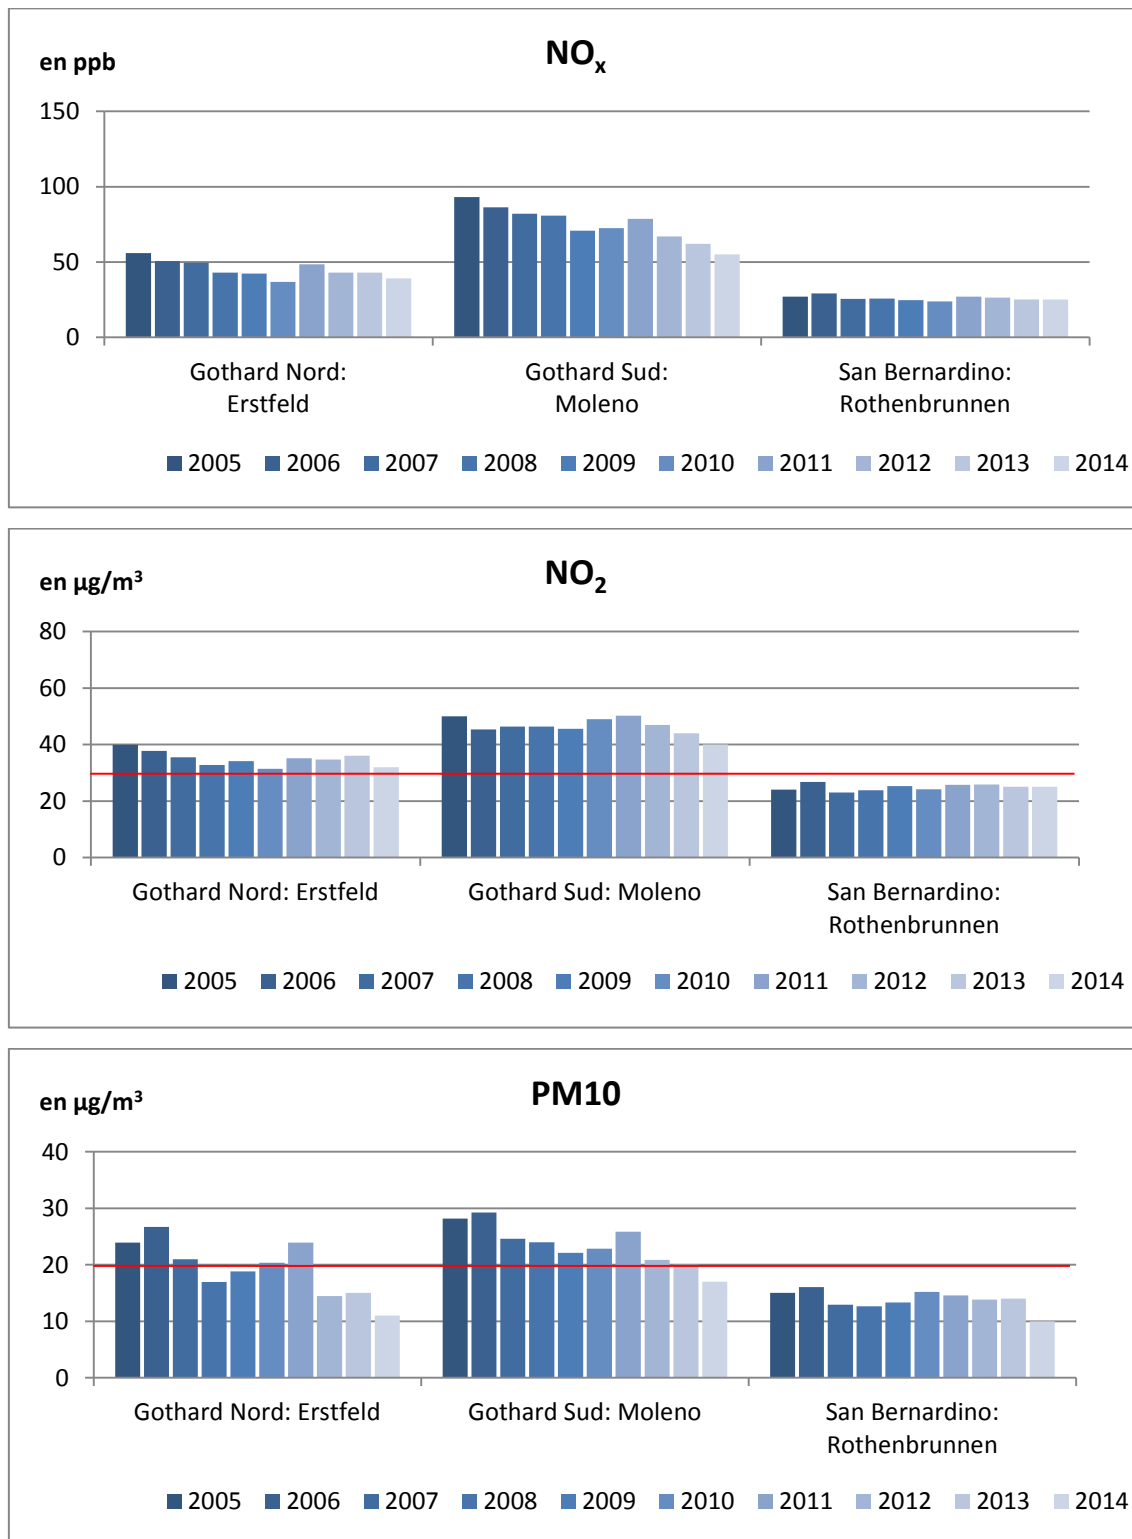 NOx
en ppb
150
100
50
0
Gothard Nord:
Erstfeld
Gothard Sud:
Moleno
San Bernardino:
Rothenbrunnen
2005 2006 2007 2008 2009 2010 2011 2012 2013 2014
NO2
en µg/m³
80
60
40
20
0
Gothard Nord: Erstfeld
Gothard Sud: Moleno
San Bernardino:
Rothenbrunnen
2005 2006 2007 2008 2009 2010 2011 2012 2013 2014
PM10
en µg/m³
40
30
20
10
0
Gothard Nord: Erstfeld
Gothard Sud: Moleno
San Bernardino:
Rothenbrunnen
2005 2006 2007 2008 2009 2010 2011 2012 2013 2014